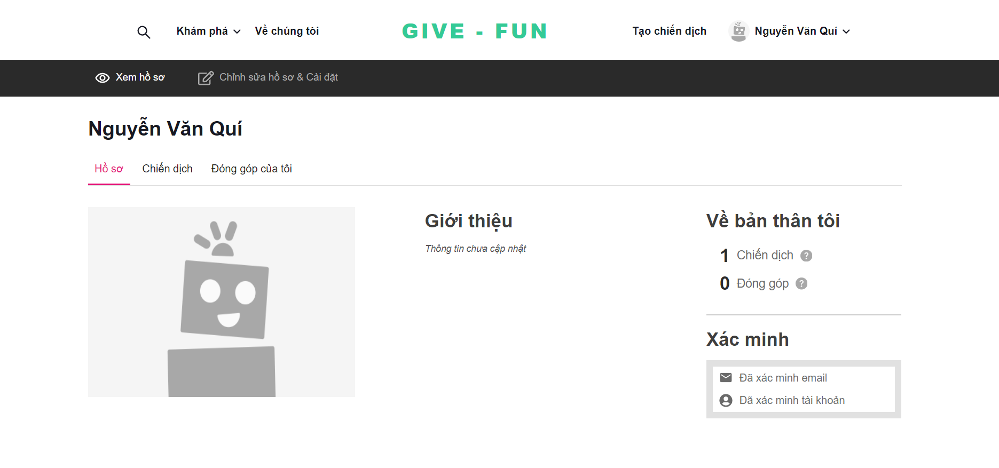 Khám phá Về chúng tôi GIVE - FUN Tạo chiến dịch Nguyễn Văn Quí
Xem hồ sơ Chỉnh sửa hồ sơ & Cài đặt
Nguyễn Văn Quí
Hồ sơ Chiến dịch Đóng góp của tôi
Giới thiệu
Thông tin chưa cập nhật
Về bản thân tôi
1 Chiến dịch ?
0 Đóng góp ?
Xác minh
Đã xác minh email
Đã xác minh tài khoản